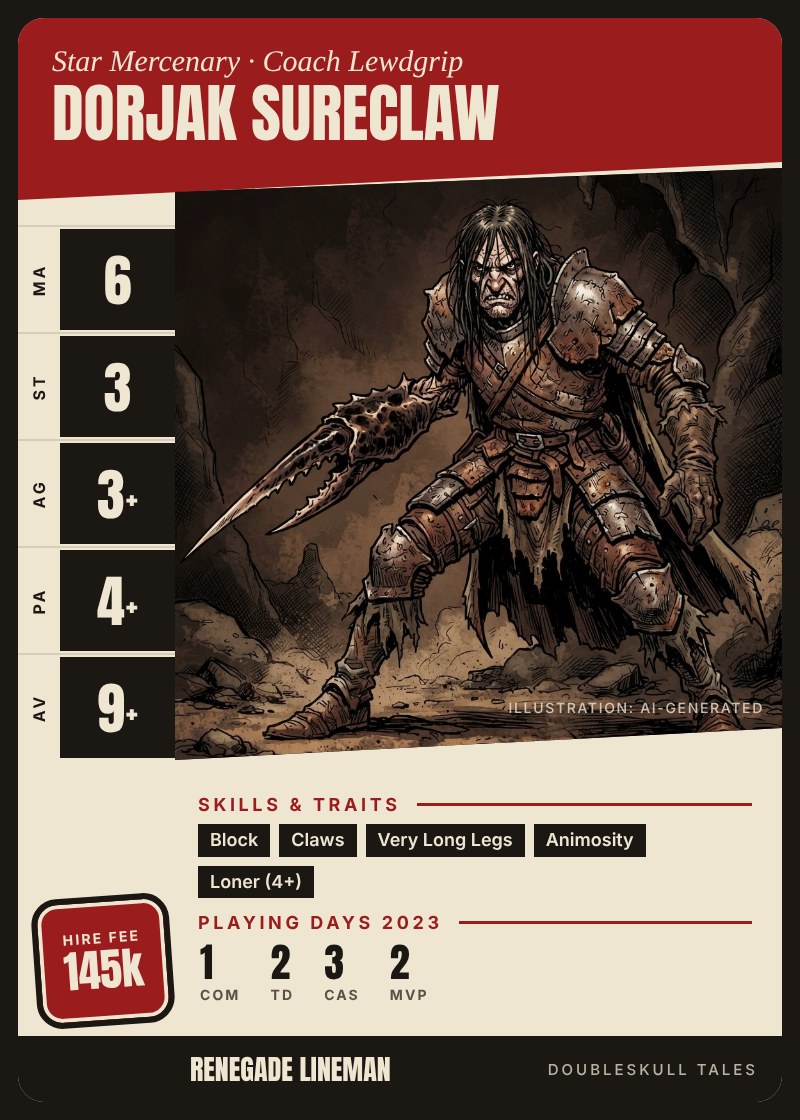 Star Mercenary · Coach Lewdgrip
DORJAK SURECLAW
MA
6
ST
3
AG
3+
PA
4+
AV
9+
ILLUSTRATION: AI-GENERATED
SKILLS & TRAITS
Block Claws Very Long Legs Animosity
Loner (4+)
PLAYING DAYS 2023
1 2 3 2
COM TD CAS MVP
HIRE FEE
145K
RENEGADE LINEMAN
DOUBLESKULL TALES